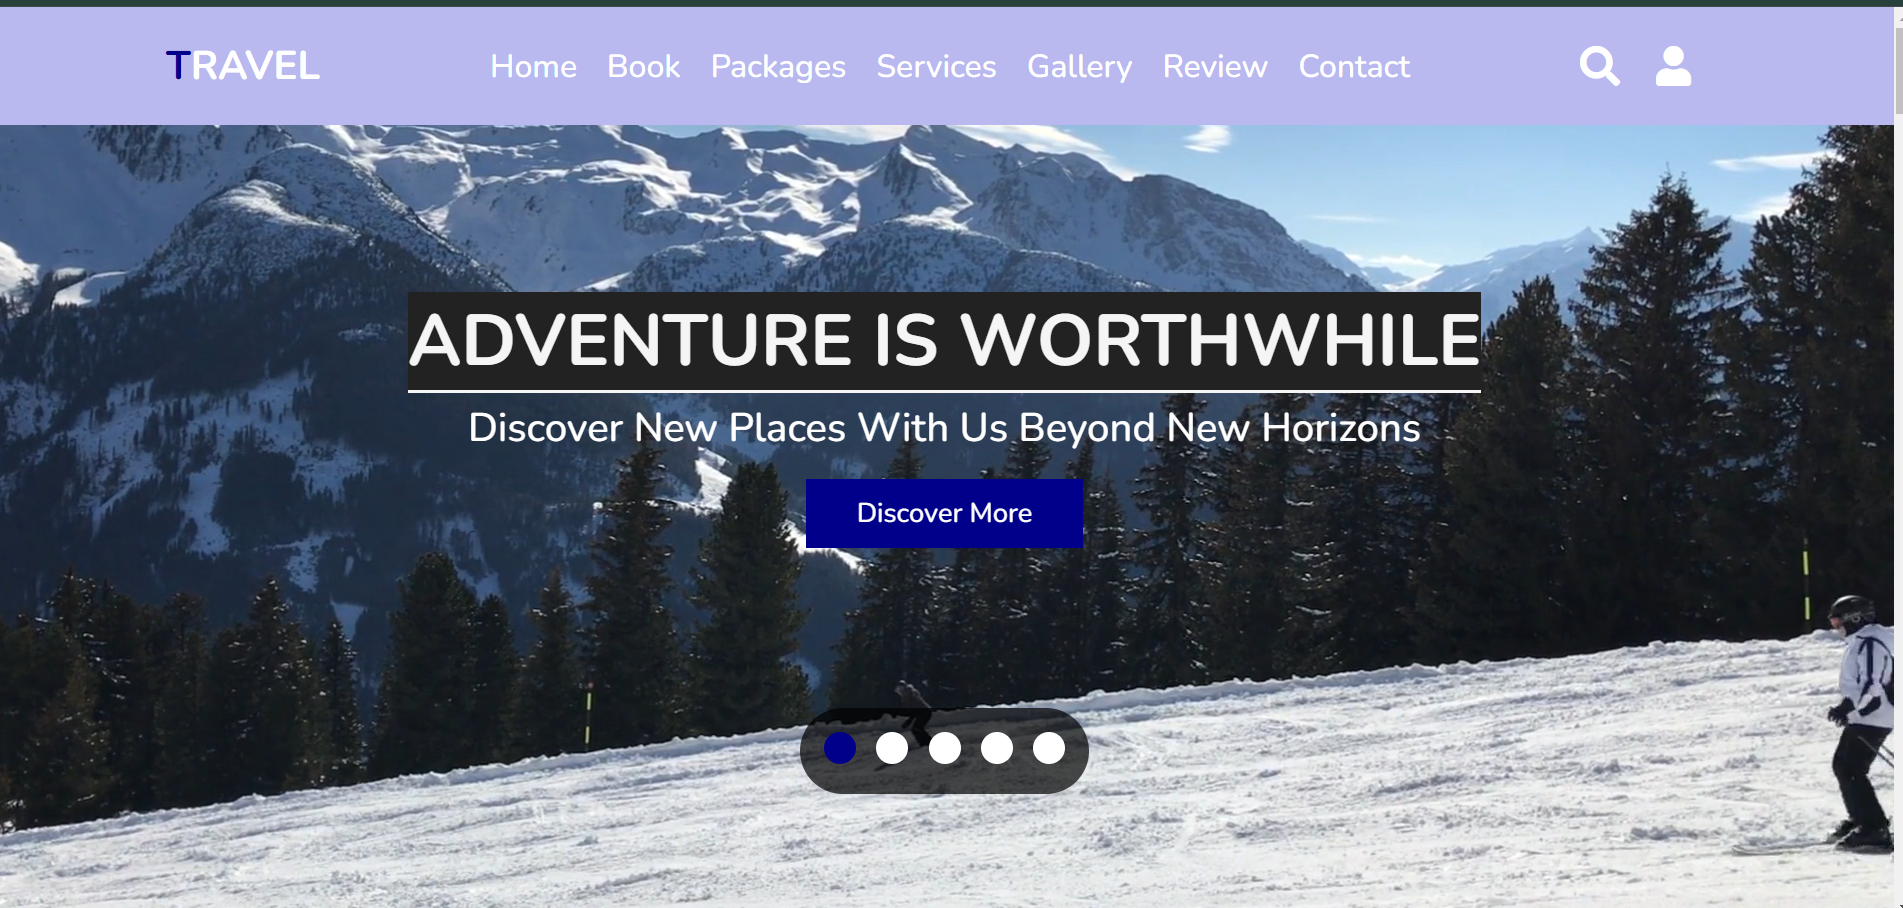 TRAVEL
Home Book Packages Services Gallery Review Contact
ADVENTURE IS WORTHWHILE
Discover New Places With Us Beyond New Horizons
Discover More